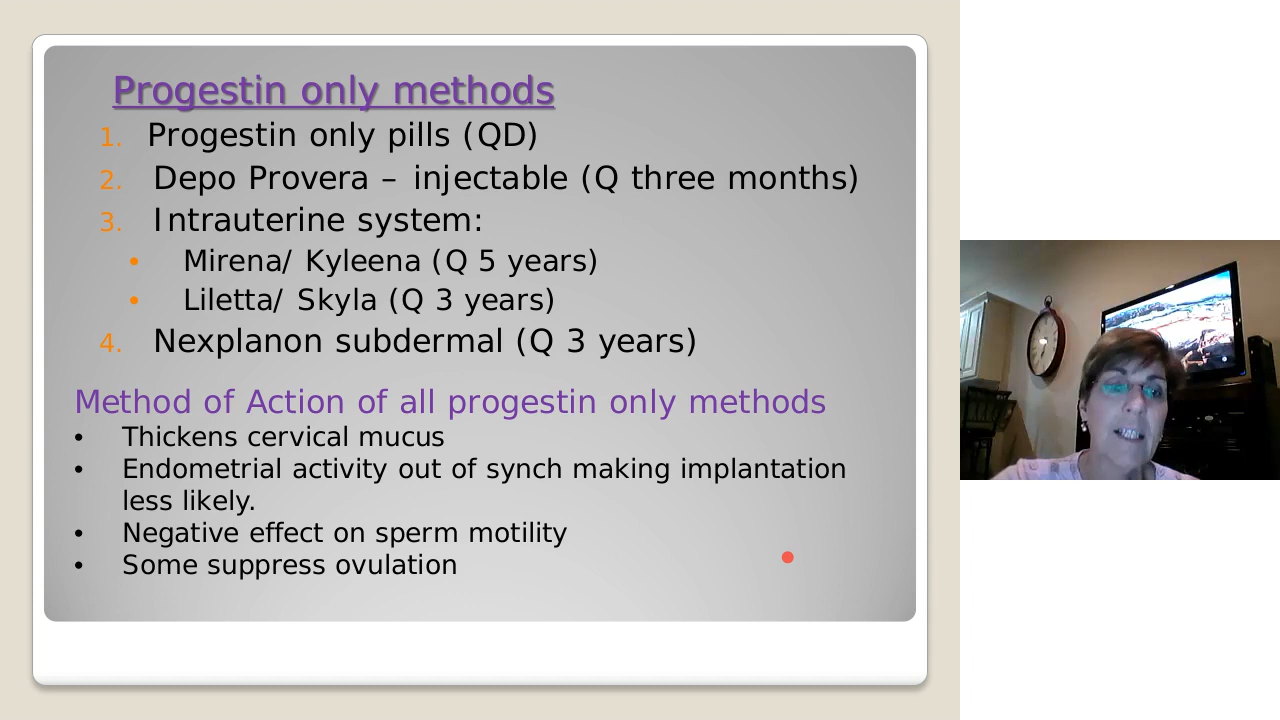 Progestin only methods
1. Progestin only pills (QD)
2. Depo Provera – injectable (Q three months)
3. Intrauterine system:
• Mirena/ Kyleena (Q 5 years)
• Liletta/ Skyla (Q 3 years)
4. Nexplanon subdermal (Q 3 years)
Method of Action of all progestin only methods
• Thickens cervical mucus
• Endometrial activity out of synch making implantation
less likely.
• Negative effect on sperm motility
• Some suppress ovulation